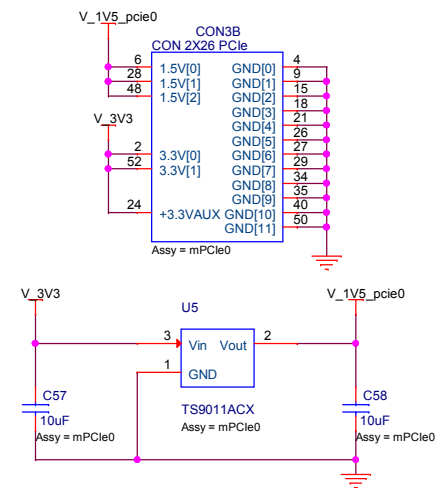 V_1V5_pcie0
CON3B
CON 2X26 PCIe
6 1.5V[0] GND[0] 4
28 1.5V[1] GND[1] 9
48 1.5V[2] GND[2] 15
GND[3] 18
V_3V3 GND[4] 21
GND[5] 26
2 3.3V[0] GND[6] 27
52 3.3V[1] GND[7] 29
GND[8] 34
GND[9] 35
24 +3.3VAUX GND[10] 40
GND[11] 50
Assy = mPCIe0
V_3V3 V_1V5_pcie0
U5
3 Vin Vout 2
1 GND
C57 C58
TS9011ACX
10uF 10uF
Assy = mPCIe0
Assy = mPCIe0 Assy = mPCIe0